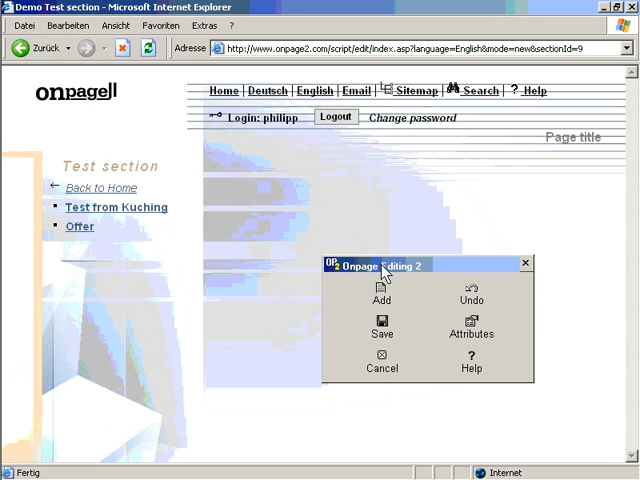 Demo Test section - Microsoft Internet Explorer
Datei Bearbeiten Ansicht Favoriten Extras ?
Zurück Adresse http://www.onpage2.com/script/edit/index.asp?language=English&mode=new&sectionId=9
onpage||
Home | Deutsch | English | Email | Sitemap | Search | ? Help
Login: philipp Logout Change password
Page title
Test section
Back to Home
Test from Kuching
Offer
OP2 Onpage Editing 2
Add Undo
Save Attributes
Cancel Help
Fertig Internet